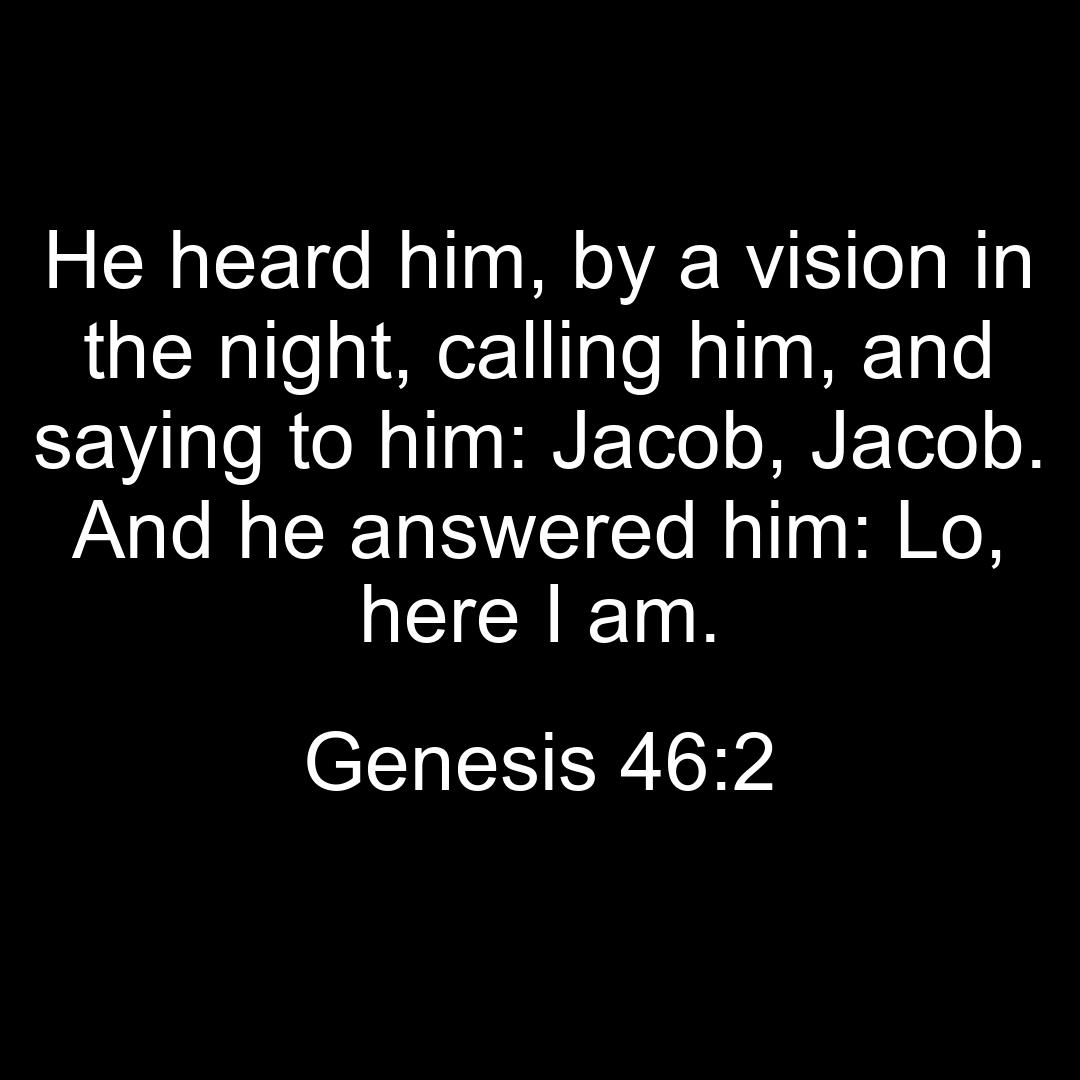 He heard him, by a vision in
the night, calling him, and
saying to him: Jacob, Jacob.
And he answered him: Lo,
here I am.
Genesis 46:2